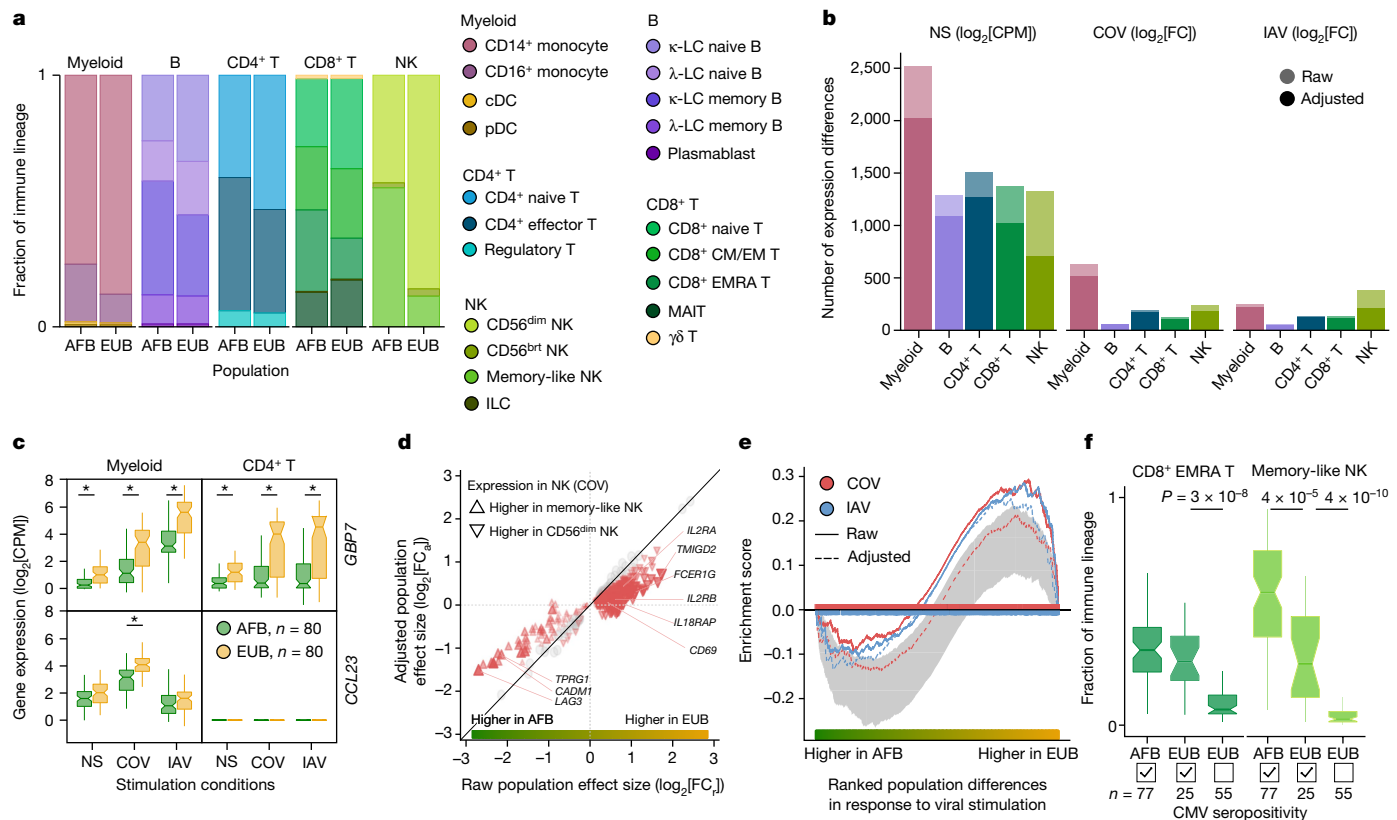 a
Myeloid
B
CD4+ T
CD8+ T
NK
1
0
Fraction of immune lineage
AFB EUB AFB EUB AFB EUB AFB EUB AFB EUB
Population
Myeloid
CD14+ monocyte
CD16+ monocyte
cDC
pDC
CD4+ T
CD4+ naive T
CD4+ effector T
Regulatory T
NK
CD56dim NK
CD56brt NK
Memory-like NK
ILC
B
κ-LC naive B
λ-LC naive B
κ-LC memory B
λ-LC memory B
Plasmablast
CD8+ T
CD8+ naive T
CD8+ CM/EM T
CD8+ EMRA T
MAIT
γδ T
b
NS (log2[CPM])
COV (log2[FC])
IAV (log2[FC])
Raw
Adjusted
Number of expression differences
2,500
2,000
1,500
1,000
500
0
Myeloid B CD4+ T CD8+ T NK
Myeloid B CD4+ T CD8+ T NK
Myeloid B CD4+ T CD8+ T NK
c
Myeloid
CD4+ T
Gene expression (log2[CPM])
8
6
4
2
0
* * * * * *
GBP7
8
6
4
2
0
*
AFB, n = 80
EUB, n = 80
CCL23
NS COV IAV NS COV IAV
Stimulation conditions
d
Adjusted population
effect size (log2[FCa])
3
2
1
0
−1
−2
−3
Expression in NK (COV)
Higher in memory-like NK
Higher in CD56dim NK
IL2RA
TMIGD2
FCER1G
IL2RB
IL18RAP
CD69
TPRG1
CADM1
LAG3
Higher in AFB
Higher in EUB
−3 −2 −1 0 1 2 3
Raw population effect size (log2[FCr])
e
Enrichment score
0.3
0.2
0.1
0.0
−0.1
−0.2
COV
IAV
Raw
Adjusted
Higher in AFB
Higher in EUB
Ranked population differences
in response to viral stimulation
f
CD8+ EMRA T
Memory-like NK
P = 3 × 10−8
4 × 10−5
4 × 10−10
Fraction of immune lineage
1
0
AFB EUB EUB AFB EUB EUB
n = 77 25 55 77 25 55
CMV seropositivity